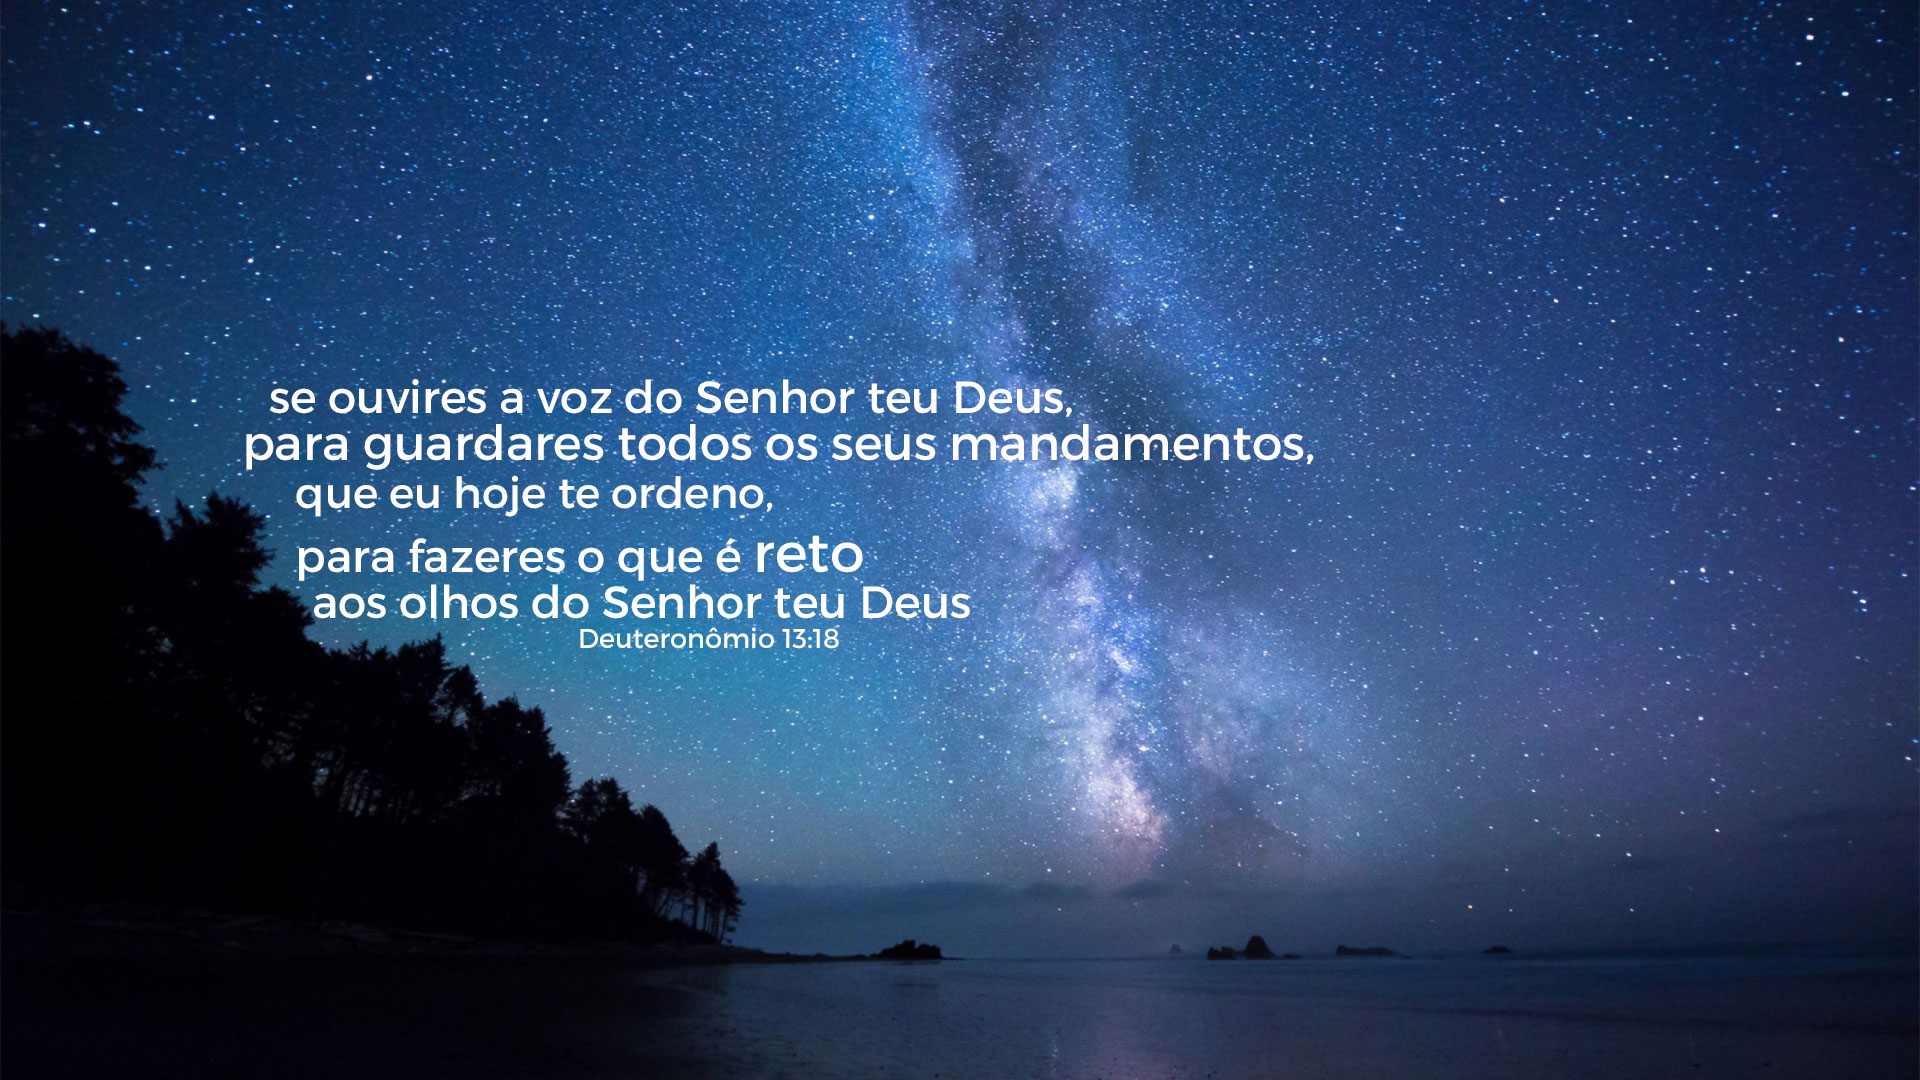 se ouvires a voz do Senhor teu Deus,
para guardares todos os seus mandamentos,
que eu hoje te ordeno,
para fazeres o que é reto
aos olhos do Senhor teu Deus
Deuteronômio 13:18